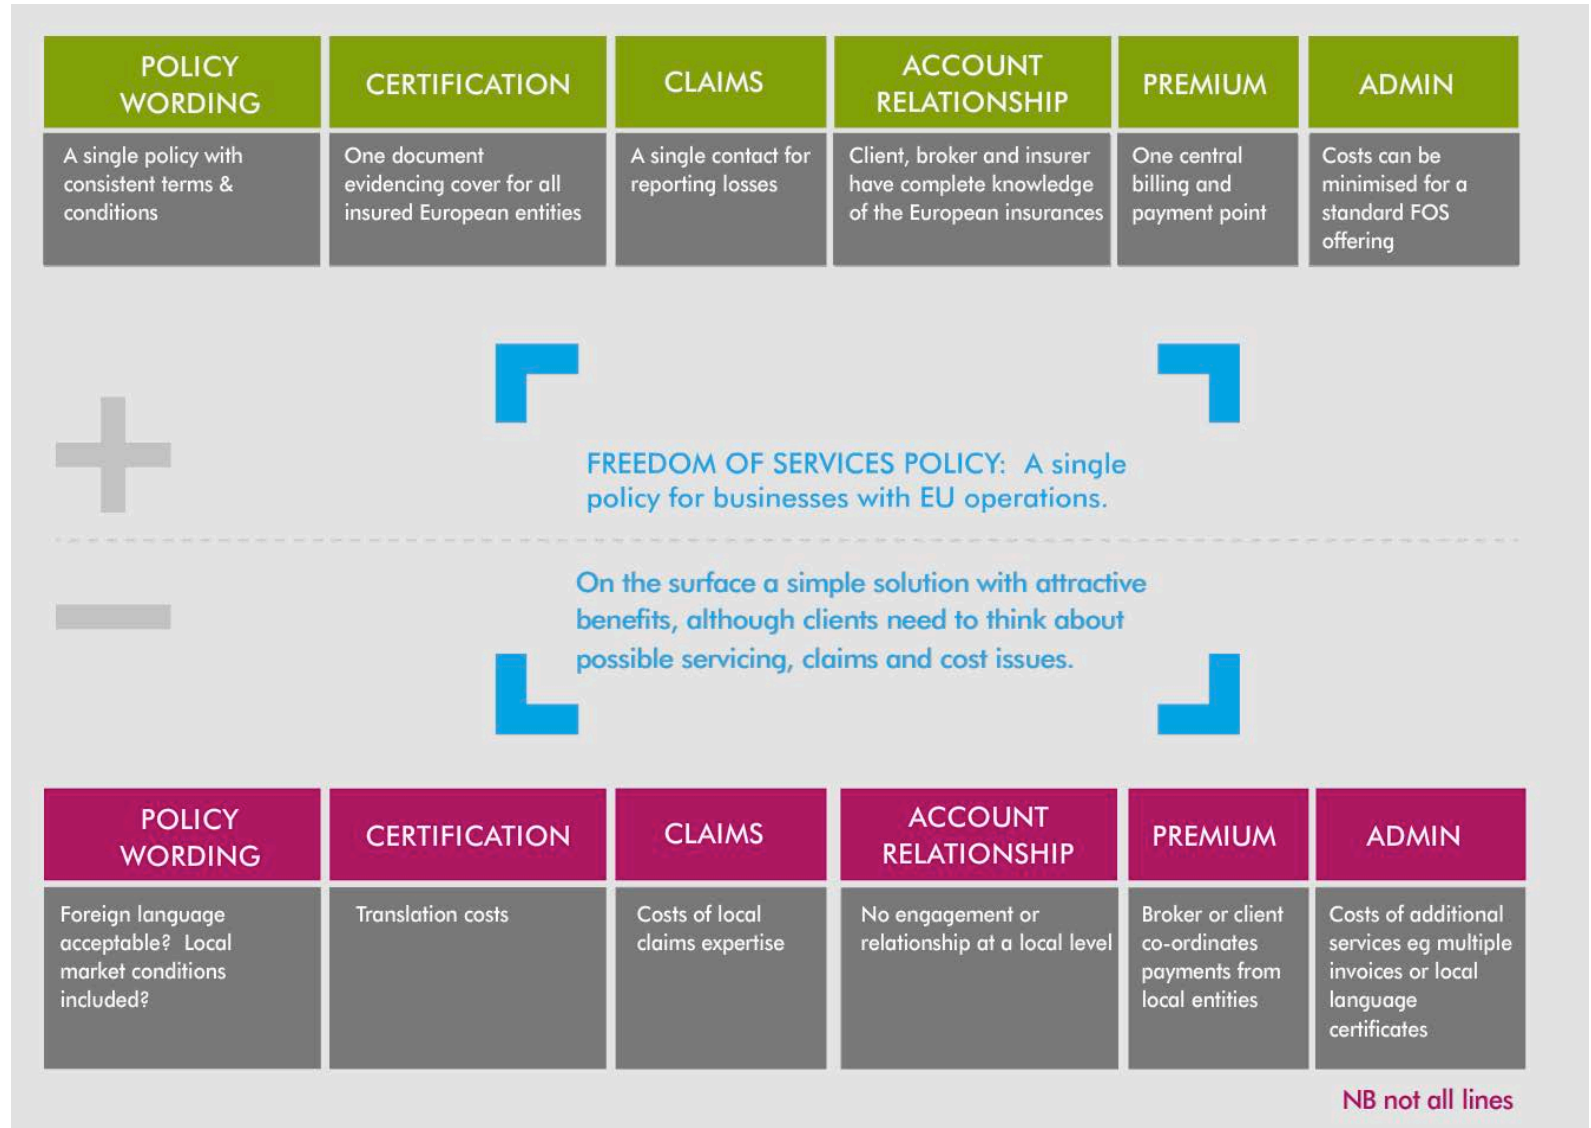 POLICY
WORDING
CERTIFICATION
CLAIMS
ACCOUNT
RELATIONSHIP
PREMIUM
ADMIN
A single policy with
consistent terms &
conditions
One document
evidencing cover for all
insured European entities
A single contact for
reporting losses
Client, broker and insurer
have complete knowledge
of the European insurances
One central
billing and
payment point
Costs can be
minimised for a
standard FOS
offering
FREEDOM OF SERVICES POLICY: A single
policy for businesses with EU operations.
On the surface a simple solution with attractive
benefits, although clients need to think about
possible servicing, claims and cost issues.
POLICY
WORDING
CERTIFICATION
CLAIMS
ACCOUNT
RELATIONSHIP
PREMIUM
ADMIN
Foreign language
acceptable? Local
market conditions
included?
Translation costs
Costs of local
claims expertise
No engagement or
relationship at a local level
Broker or client
co-ordinates
payments from
local entities
Costs of additional
services eg multiple
invoices or local
language
certificates
NB not all lines